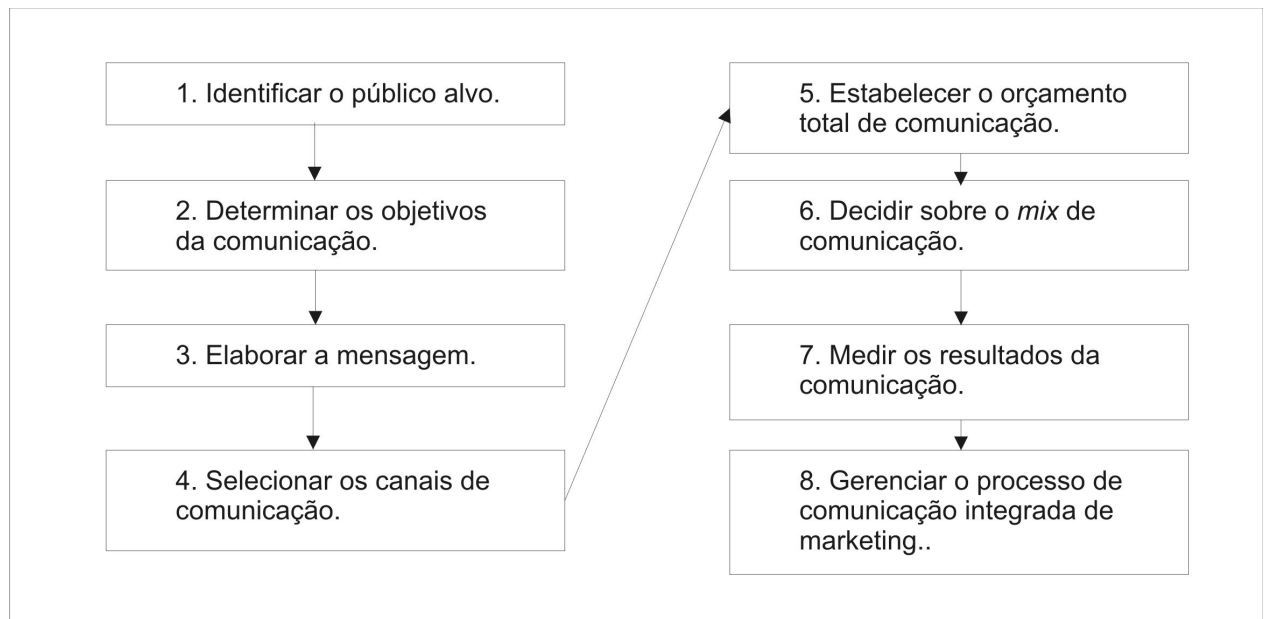 1. Identificar o público alvo.
2. Determinar os objetivos
da comunicação.
3. Elaborar a mensagem.
4. Selecionar os canais de
comunicação.
5. Estabelecer o orçamento
total de comunicação.
6. Decidir sobre o mix de
comunicação.
7. Medir os resultados da
comunicação.
8. Gerenciar o processo de
comunicação integrada de
marketing..